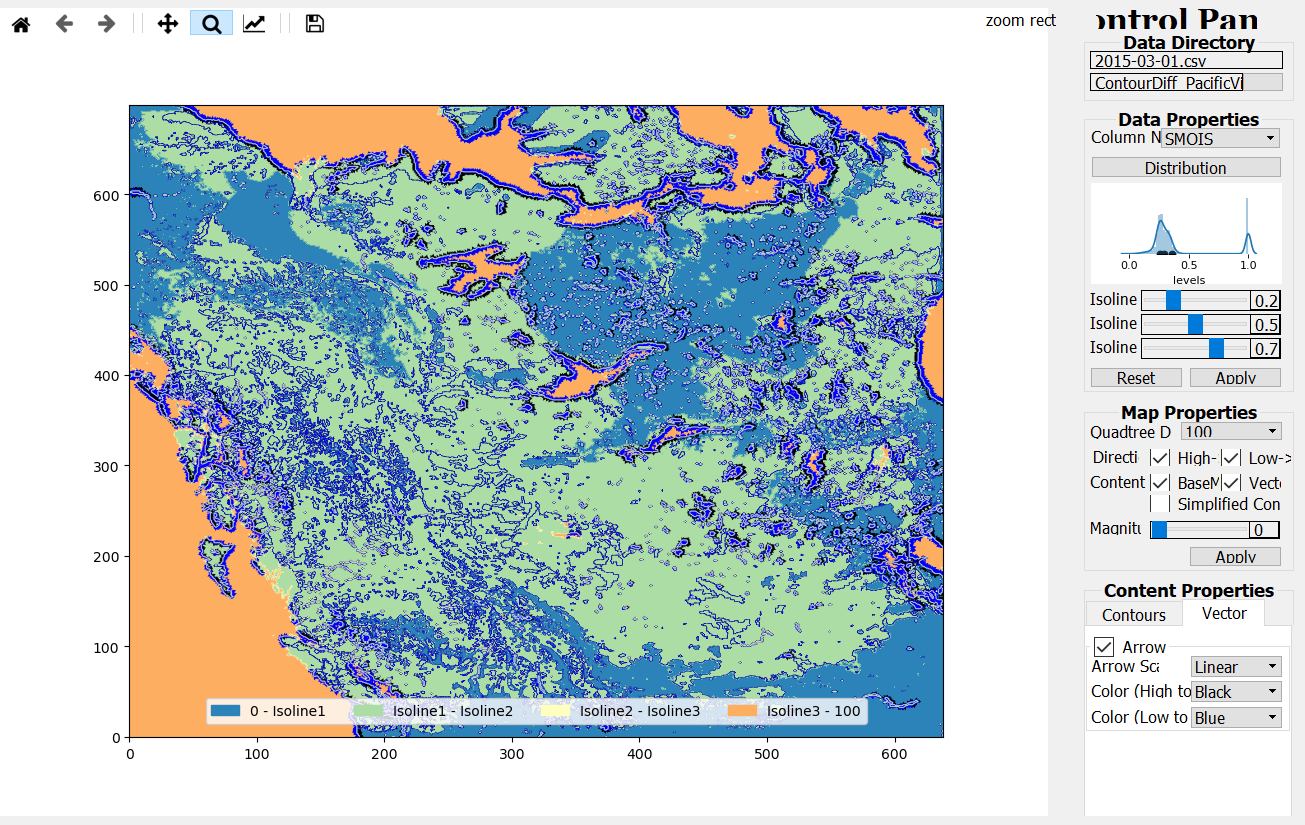 zoom rect
ontrol Pan
Data Directory
2015-03-01.csv
ContourDiff_PacificVi
Data Properties
Column N SMOIS
Distribution
0.0 0.5 1.0
levels
Isoline 0.2
Isoline 0.5
Isoline 0.7
Reset Apply
Map Properties
Quadtree D 100
Directi High- Low->
Content BaseM Vect
Simplified Con
Magnitu 0
Apply
Content Properties
Contours Vector
Arrow
Arrow Sca Linear
Color (High to Black
Color (Low to Blue
600
500
400
300
200
100
0
0 - Isoline1 Isoline1 - Isoline2 Isoline2 - Isoline3 Isoline3 - 100
0 100 200 300 400 500 600